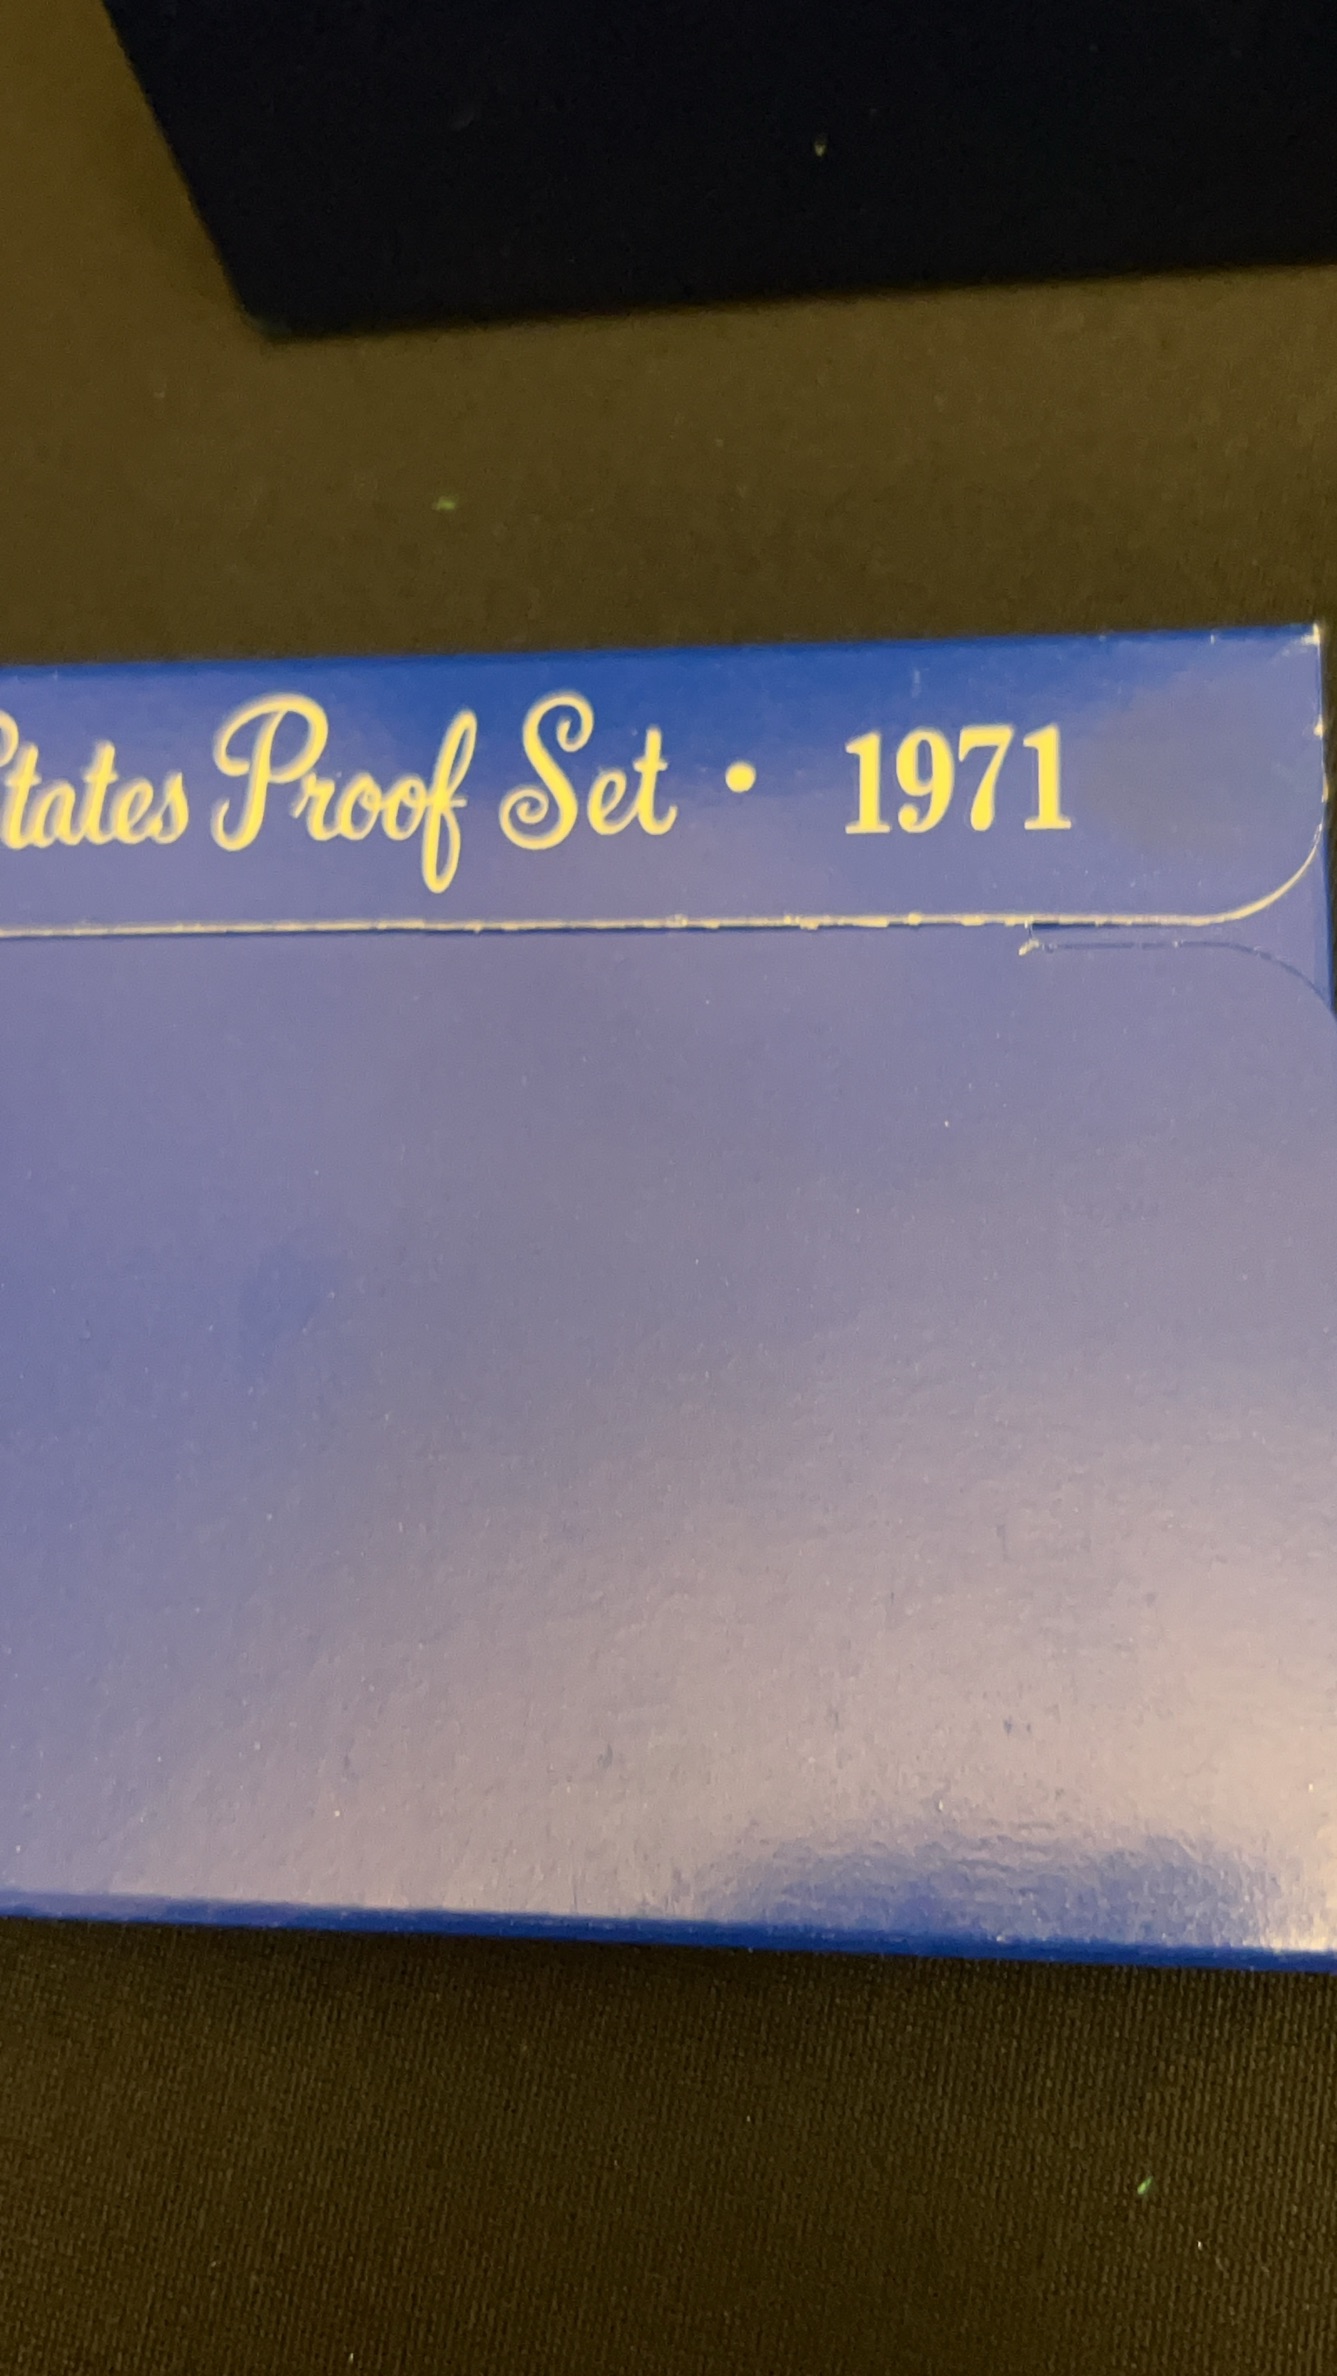 States Proof Set • 1971